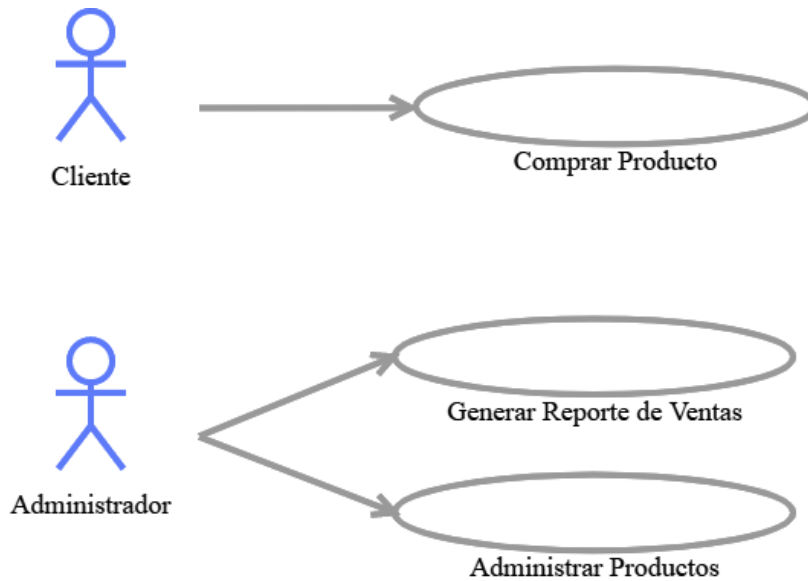 Comprar Producto
Cliente
Generar Reporte de Ventas
Administrador
Administrar Productos